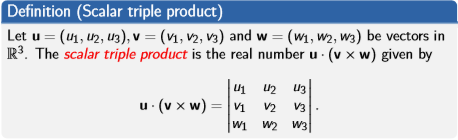 Definition (Scalar triple product)
Let u = (u₁, u₂, u₃), v = (v₁, v₂, v₃) and w = (w₁, w₂, w₃) be vectors in
ℝ³. The scalar triple product is the real number u · (v × w) given by
u₁ u₂ u₃
u · (v × w) = | v₁ v₂ v₃ | .
w₁ w₂ w₃